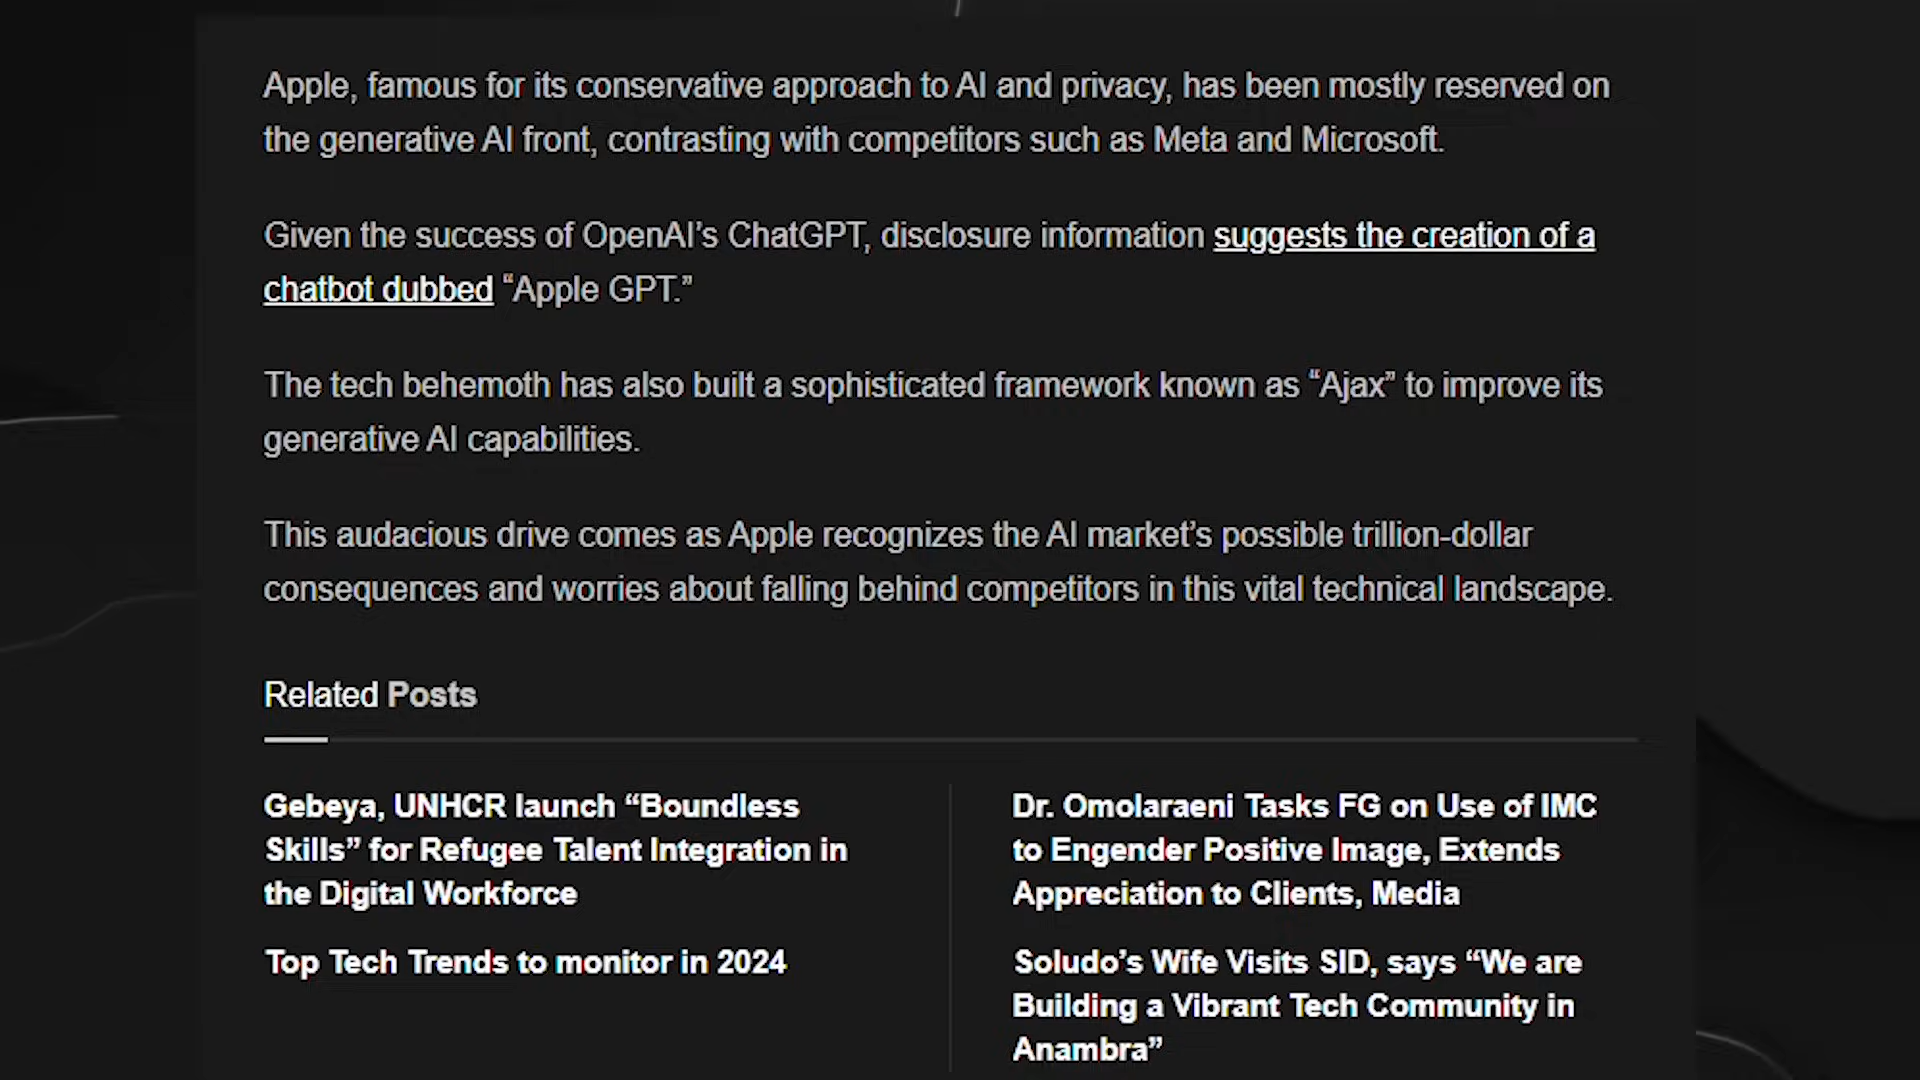 Apple, famous for its conservative approach to AI and privacy, has been mostly reserved on
the generative AI front, contrasting with competitors such as Meta and Microsoft.
Given the success of OpenAI’s ChatGPT, disclosure information suggests the creation of a
chatbot dubbed “Apple GPT.”
The tech behemoth has also built a sophisticated framework known as “Ajax” to improve its
generative AI capabilities.
This audacious drive comes as Apple recognizes the AI market’s possible trillion-dollar
consequences and worries about falling behind competitors in this vital technical landscape.
Related Posts
Gebeya, UNHCR launch “Boundless
Skills” for Refugee Talent Integration in
the Digital Workforce
Top Tech Trends to monitor in 2024
Dr. Omolaraeni Tasks FG on Use of IMC
to Engender Positive Image, Extends
Appreciation to Clients, Media
Soludo’s Wife Visits SID, says “We are
Building a Vibrant Tech Community in
Anambra”